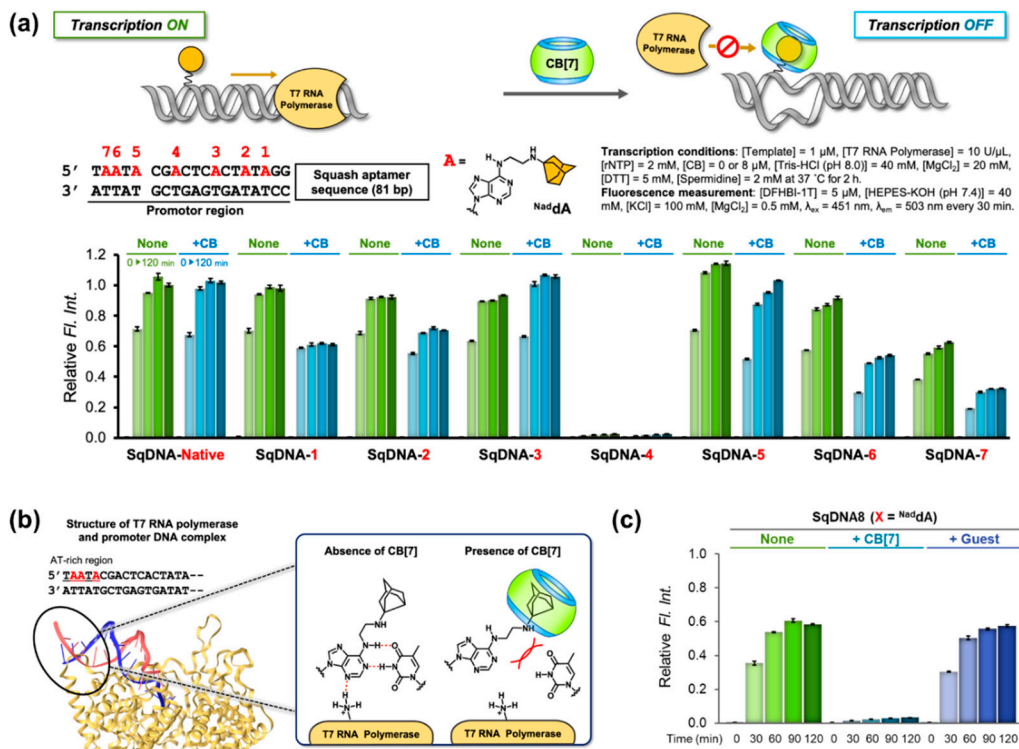 (a)
Transcription ON
T7 RNA
Polymerase
CB[7]
T7 RNA
Polymerase
Transcription OFF
76 5 4 3 2 1
5’ TAATA CGACTCACTATAGG
3’ ATTAT GCTGAGTGATATCC
Promotor region
Squash aptamer
sequence (81 bp)
A =
H
N
HN
N
N
N
N
NaddA
Transcription conditions: [Template] = 1 µM, [T7 RNA Polymerase] = 10 U/µL,
[rNTP] = 2 mM, [CB] = 0 or 8 µM, [Tris-HCl (pH 8.0)] = 40 mM, [MgCl2] = 20 mM,
[DTT] = 5 mM, [Spermidine] = 2 mM at 37 ˚C for 2 h.
Fluorescence measurement: [DFHBI-1T] = 5 µM, [HEPES-KOH (pH 7.4)] = 40
mM, [KCl] = 100 mM, [MgCl2] = 0.5 mM, λex = 451 nm, λem = 503 nm every 30 min.
None +CB None +CB None +CB None +CB None +CB None +CB None +CB None +CB
0 ▸120 min 0 ▸120 min
Relative Fl. Int.
1.2
1.0
0.8
0.6
0.4
0.2
0.0
SqDNA-Native SqDNA-1 SqDNA-2 SqDNA-3 SqDNA-4 SqDNA-5 SqDNA-6 SqDNA-7
(b)
Structure of T7 RNA polymerase
and promoter DNA complex
AT-rich region
5’ TAATACGACTCACTATA--
3’ ATTATGCTGAGTGATAT--
Absence of CB[7]
HN
N
H
O
N
N
N
N
H
N
N
O
H
H
N
H
T7 RNA Polymerase
Presence of CB[7]
HN
H
N
N
N
N
N
O
HN
N
O
H
H
N
H
T7 RNA Polymerase
(c)
SqDNA8 (X = NaddA)
None + CB[7] + Guest
Relative Fl. Int.
1.0
0.8
0.6
0.4
0.2
0.0
Time (min) 0 30 60 90 120 0 30 60 90 120 0 30 60 90 120